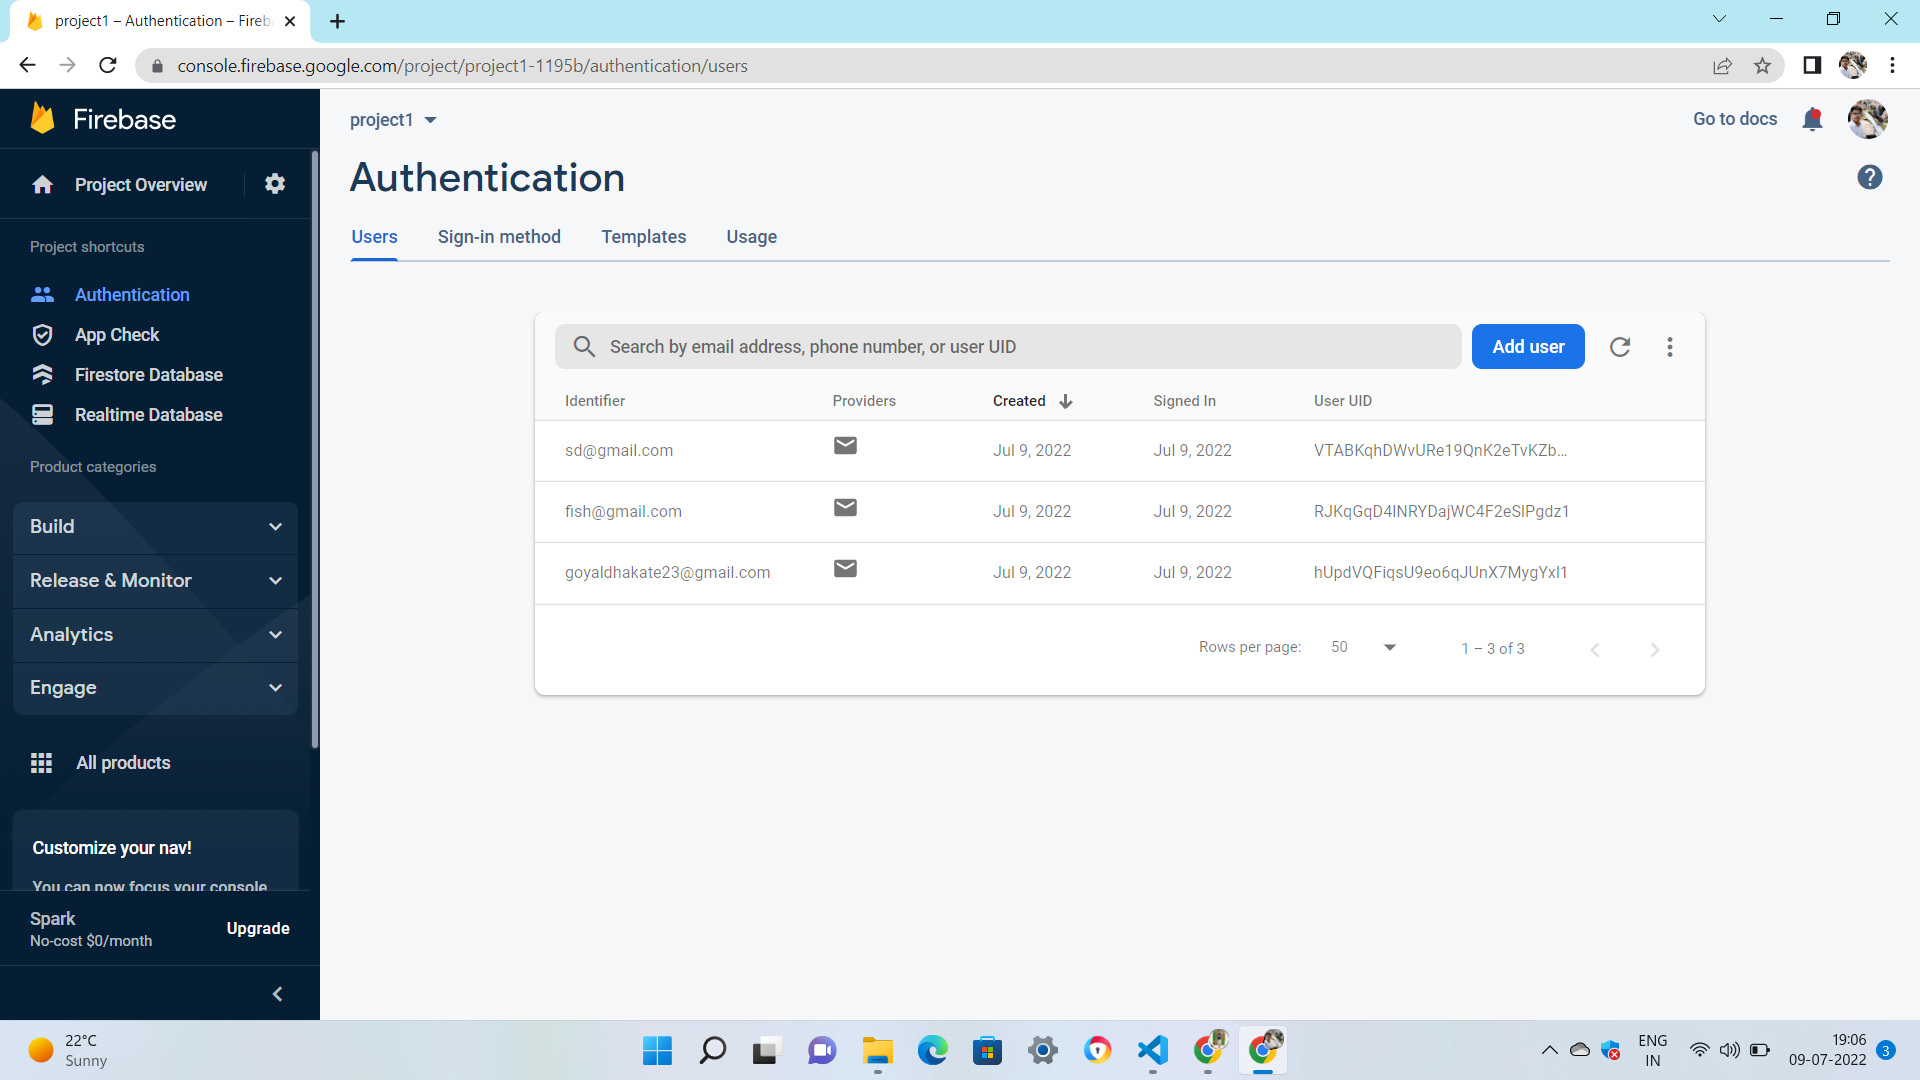 project1 – Authentication – Fireb
console.firebase.google.com/project/project1-1195b/authentication/users
Firebase
project1
Go to docs
Project Overview
Authentication
Users Sign-in method Templates Usage
Project shortcuts
Authentication
App Check
Firestore Database
Realtime Database
Product categories
Build
Release & Monitor
Analytics
Engage
All products
Customize your nav!
You can now focus your console
Spark
No-cost $0/month
Upgrade
Search by email address, phone number, or user UID
Add user
Identifier Providers Created Signed In User UID
sd@gmail.com Jul 9, 2022 Jul 9, 2022 VTABKqhDWvURe19QnK2eTvKZb...
fish@gmail.com Jul 9, 2022 Jul 9, 2022 RJKqGqD4lNRYDajWC4F2eSlPgdz1
goyaldhakate23@gmail.com Jul 9, 2022 Jul 9, 2022 hUpdVQFiqsU9eo6qJUnX7MygYxl1
Rows per page: 50 1 – 3 of 3
22°C
Sunny
ENG
IN
19:06
09-07-2022
3